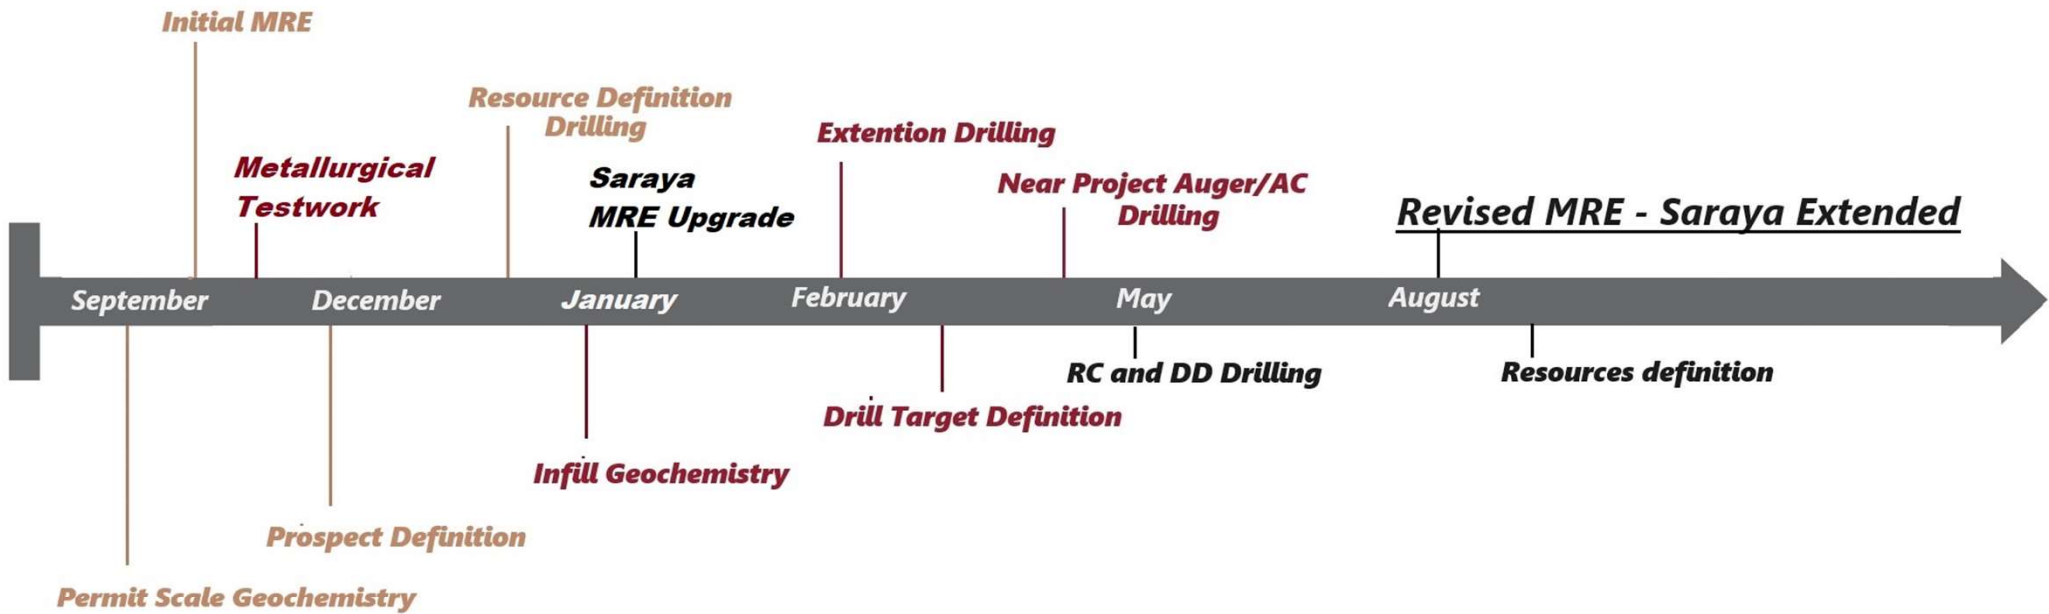 Initial MRE
Resource Definition
Drilling
Extention Drilling
Metallurgical
Testwork
Saraya
MRE Upgrade
Near Project Auger/AC
Drilling
Revised MRE - Saraya Extended
September
December
January
February
May
August
RC and DD Drilling
Resources definition
Drill Target Definition
Infill Geochemistry
Prospect Definition
Permit Scale Geochemistry